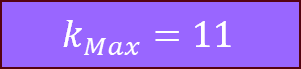 k_Max = 11